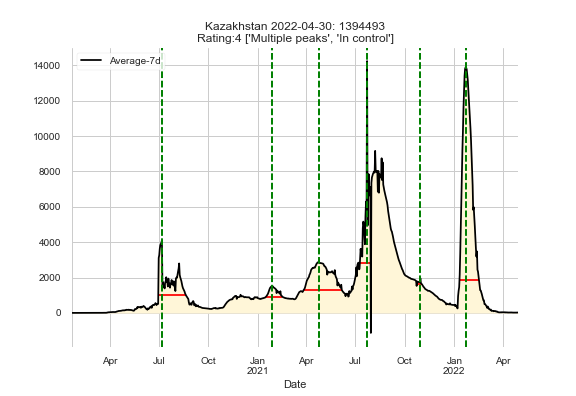 Kazakhstan 2022-04-30: 1394493
Rating:4 ['Multiple peaks', 'In control']
Average-7d
14000
12000
10000
8000
6000
4000
2000
0
Apr Jul Oct Jan Apr Jul Oct Jan Apr
2021 2022
Date